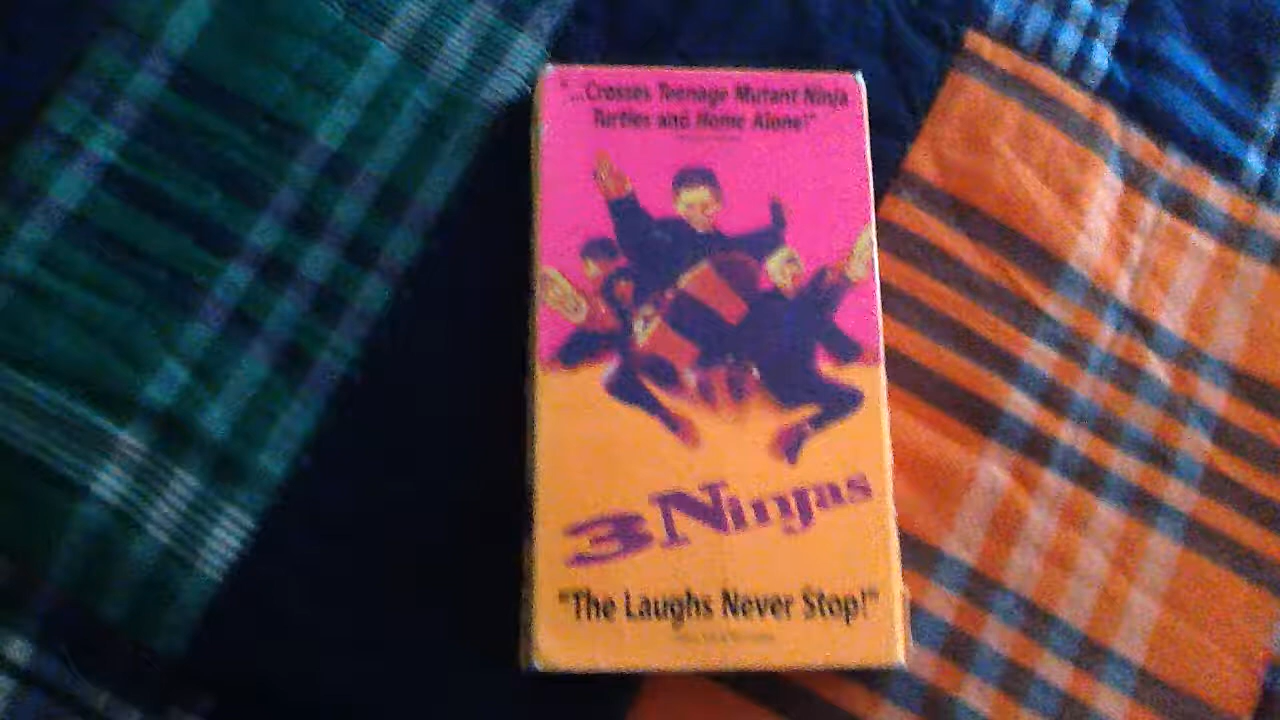 "...Crosses Teenage Mutant Ninja
Turtles and Home Alone!"
3 Ninjas
"The Laughs Never Stop!"